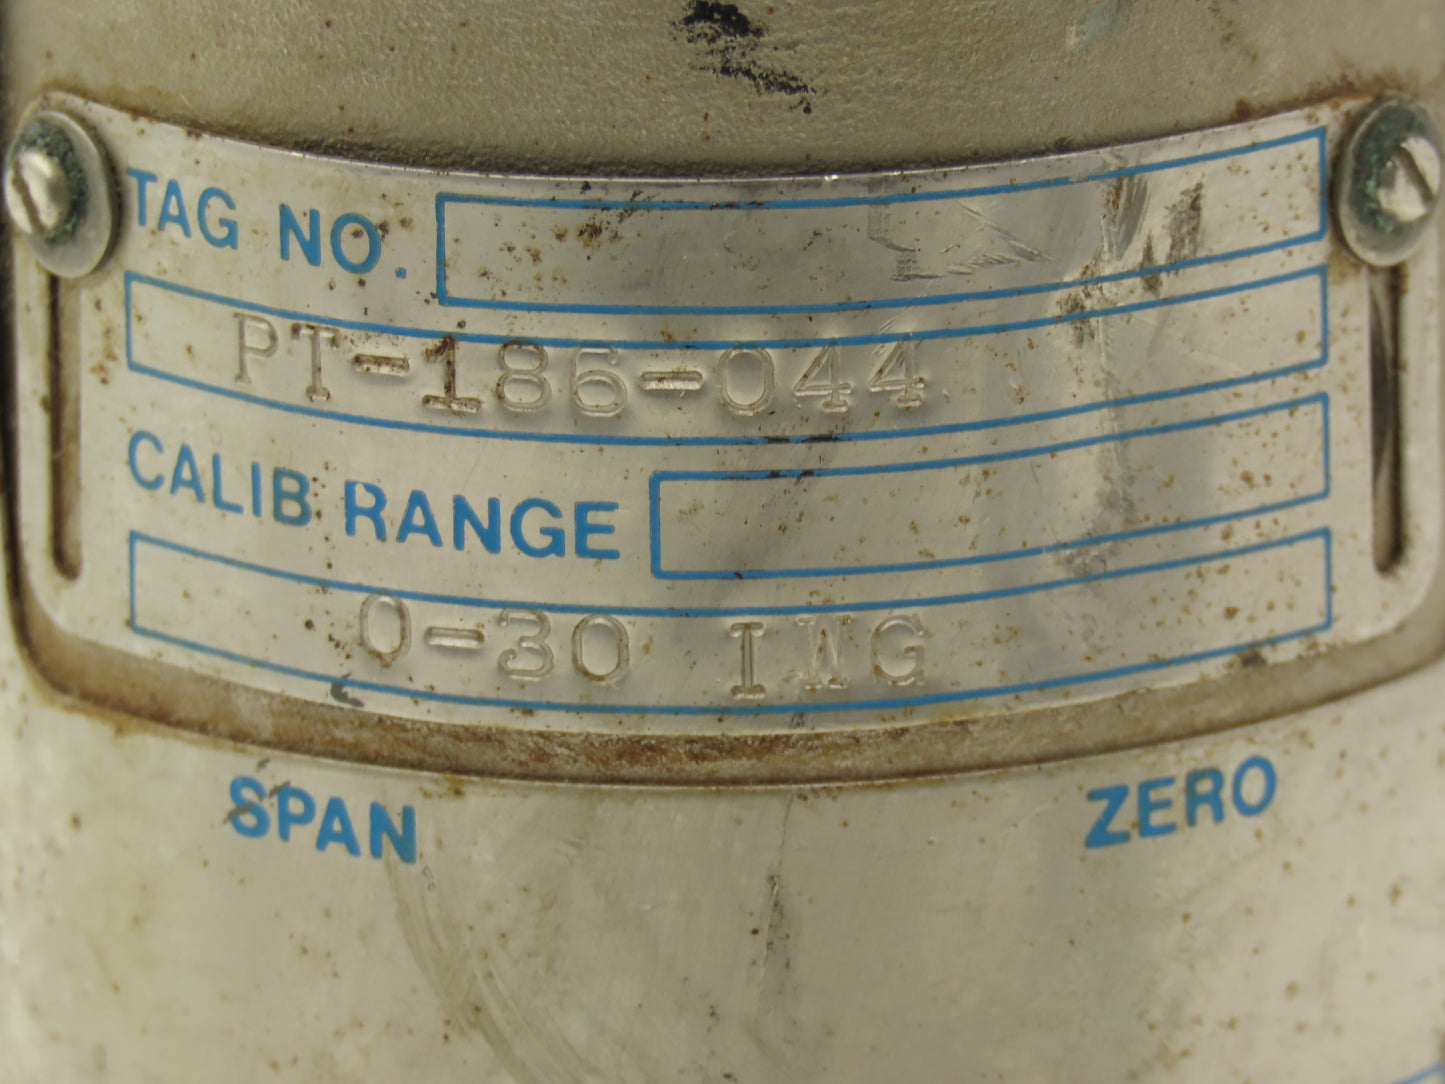 TAG NO.
PT-186-044
CALIB RANGE
0-30 IWG
SPAN ZERO